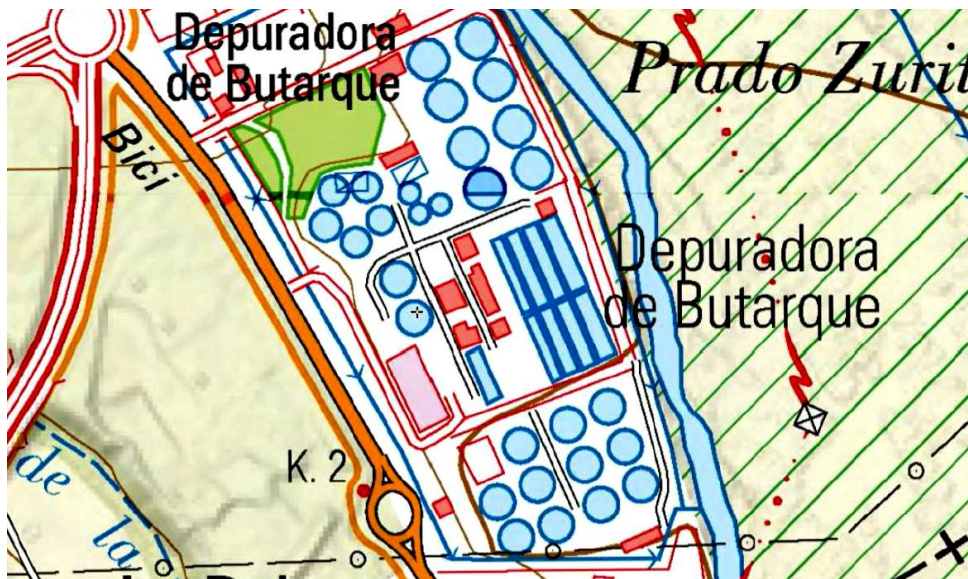 Depuradora
de Butarque
Prado Zurit
Bici
Depuradora
de Butarque
K. 2
de
la